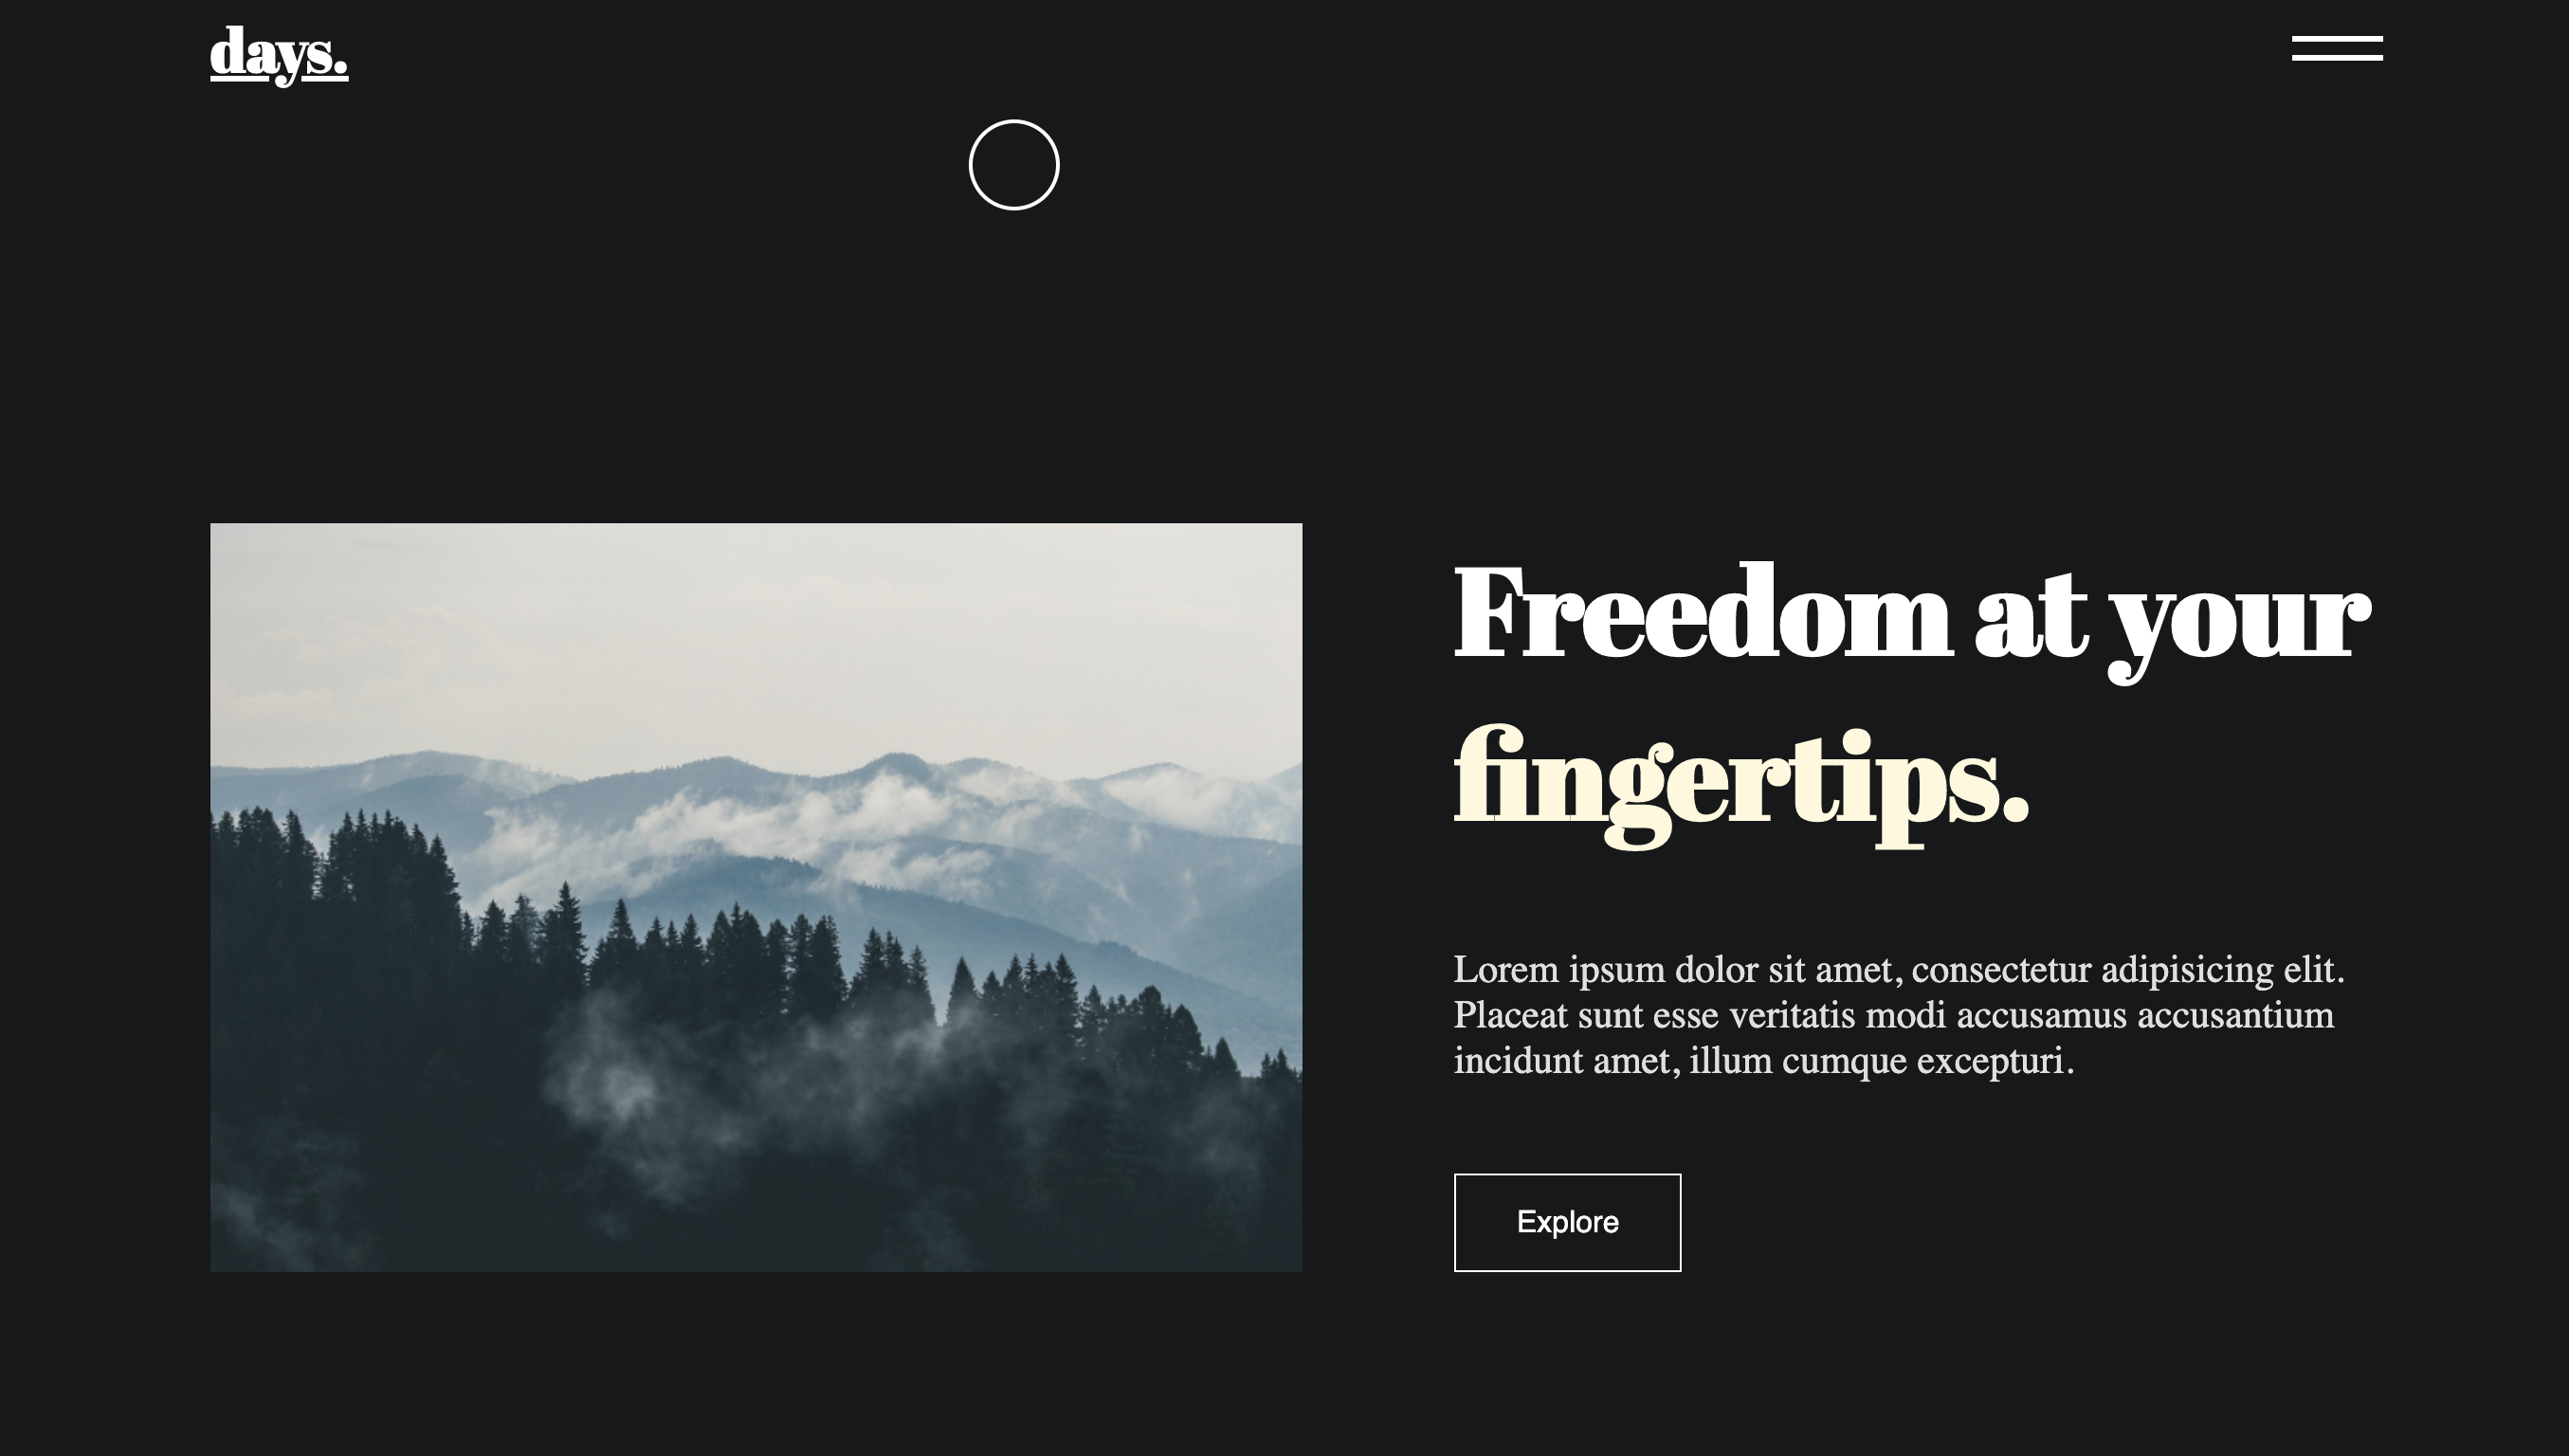 days.
Freedom at your
fingertips.
Lorem ipsum dolor sit amet, consectetur adipisicing elit.
Placeat sunt esse veritatis modi accusamus accusantium
incidunt amet, illum cumque excepturi.
Explore